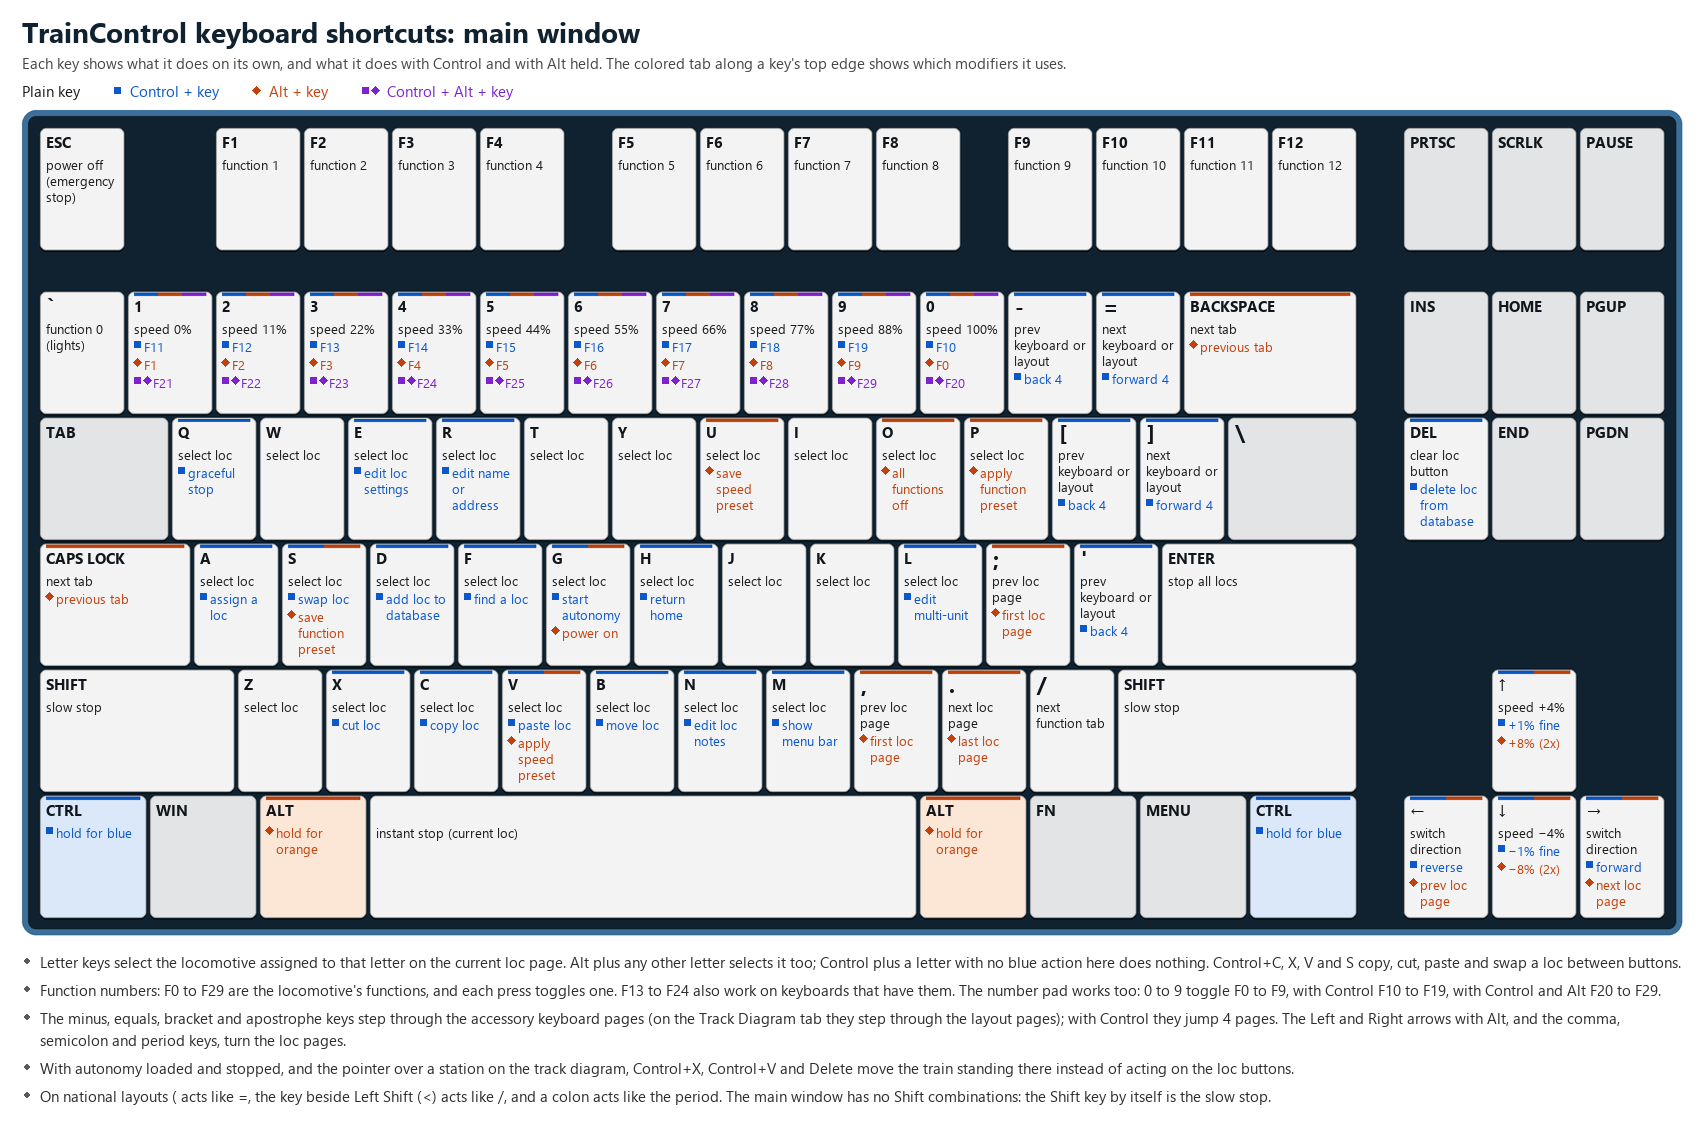 TrainControl keyboard shortcuts: main window
Each key shows what it does on its own, and what it does with Control and with Alt held. The colored tab along a key's top edge shows which modifiers it uses.
Plain key
Control + key
Alt + key
Control + Alt + key
ESC
power off
(emergency
stop)
F1
function 1
F2
function 2
F3
function 3
F4
function 4
F5
function 5
F6
function 6
F7
function 7
F8
function 8
F9
function 9
F10
function 10
F11
function 11
F12
function 12
PRTSC
SCRLK
PAUSE
`
function 0
(lights)
1
speed 0%
F11
F1
F21
2
speed 11%
F12
F2
F22
3
speed 22%
F13
F3
F23
4
speed 33%
F14
F4
F24
5
speed 44%
F15
F5
F25
6
speed 55%
F16
F6
F26
7
speed 66%
F17
F7
F27
8
speed 77%
F18
F8
F28
9
speed 88%
F19
F9
F29
0
speed 100%
F10
F0
F20
-
prev
keyboard or
layout
back 4
=
next
keyboard or
layout
forward 4
BACKSPACE
next tab
previous tab
INS
HOME
PGUP
TAB
Q
select loc
graceful
stop
W
select loc
E
select loc
edit loc
settings
R
select loc
edit name
or
address
T
select loc
Y
select loc
U
select loc
save
speed
preset
I
select loc
O
select loc
all
functions
off
P
select loc
apply
function
preset
[
prev
keyboard or
layout
back 4
]
next
keyboard or
layout
forward 4
\
DEL
clear loc
button
delete loc
from
database
END
PGDN
CAPS LOCK
next tab
previous tab
A
select loc
assign a
loc
S
select loc
swap loc
save
function
preset
D
select loc
add loc to
database
F
select loc
find a loc
G
select loc
start
autonomy
power on
H
select loc
return
home
J
select loc
K
select loc
L
select loc
edit
multi-unit
;
prev loc
page
first loc
page
'
prev
keyboard or
layout
back 4
ENTER
stop all locs
SHIFT
slow stop
Z
select loc
X
select loc
cut loc
C
select loc
copy loc
V
select loc
paste loc
apply
speed
preset
B
select loc
move loc
N
select loc
edit loc
notes
M
select loc
show
menu bar
,
prev loc
page
first loc
page
.
next loc
page
last loc
page
/
next
function tab
SHIFT
slow stop
↑
speed +4%
+1% fine
+8% (2x)
CTRL
hold for blue
WIN
ALT
hold for
orange
instant stop (current loc)
ALT
hold for
orange
FN
MENU
CTRL
hold for blue
←
switch
direction
reverse
prev loc
page
↓
speed −4%
−1% fine
−8% (2x)
→
switch
direction
forward
next loc
page
Letter keys select the locomotive assigned to that letter on the current loc page. Alt plus any other letter selects it too; Control plus a letter with no blue action here does nothing. Control+C, X, V and S copy, cut, paste and swap a loc between buttons.
Function numbers: F0 to F29 are the locomotive's functions, and each press toggles one. F13 to F24 also work on keyboards that have them. The number pad works too: 0 to 9 toggle F0 to F9, with Control F10 to F19, with Control and Alt F20 to F29.
The minus, equals, bracket and apostrophe keys step through the accessory keyboard pages (on the Track Diagram tab they step through the layout pages); with Control they jump 4 pages. The Left and Right arrows with Alt, and the comma,
semicolon and period keys, turn the loc pages.
With autonomy loaded and stopped, and the pointer over a station on the track diagram, Control+X, Control+V and Delete move the train standing there instead of acting on the loc buttons.
On national layouts ( acts like =, the key beside Left Shift (<) acts like /, and a colon acts like the period. The main window has no Shift combinations: the Shift key by itself is the slow stop.